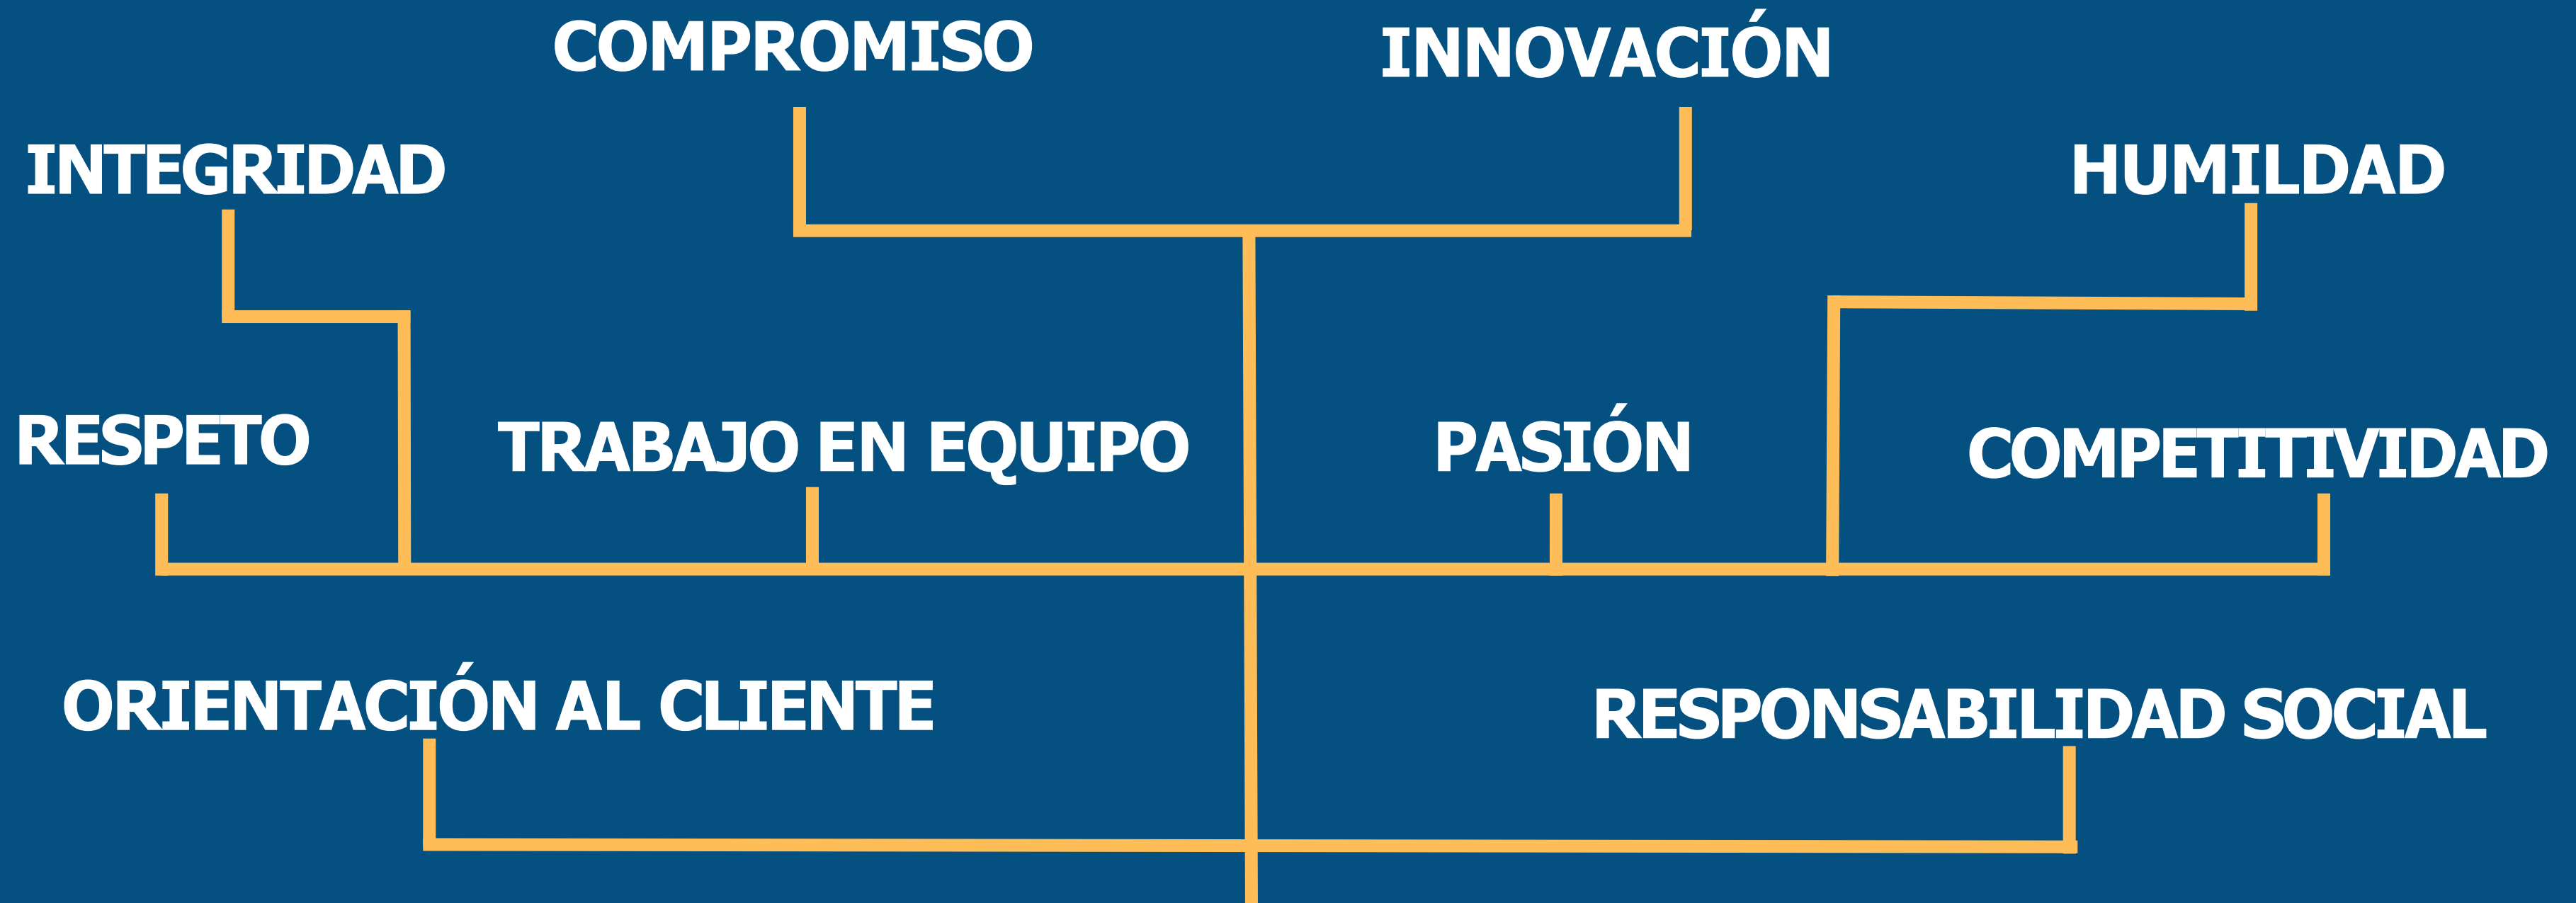 COMPROMISO
INNOVACIÓN
INTEGRIDAD
HUMILDAD
RESPETO
TRABAJO EN EQUIPO
PASIÓN
COMPETITIVIDAD
ORIENTACIÓN AL CLIENTE
RESPONSABILIDAD SOCIAL